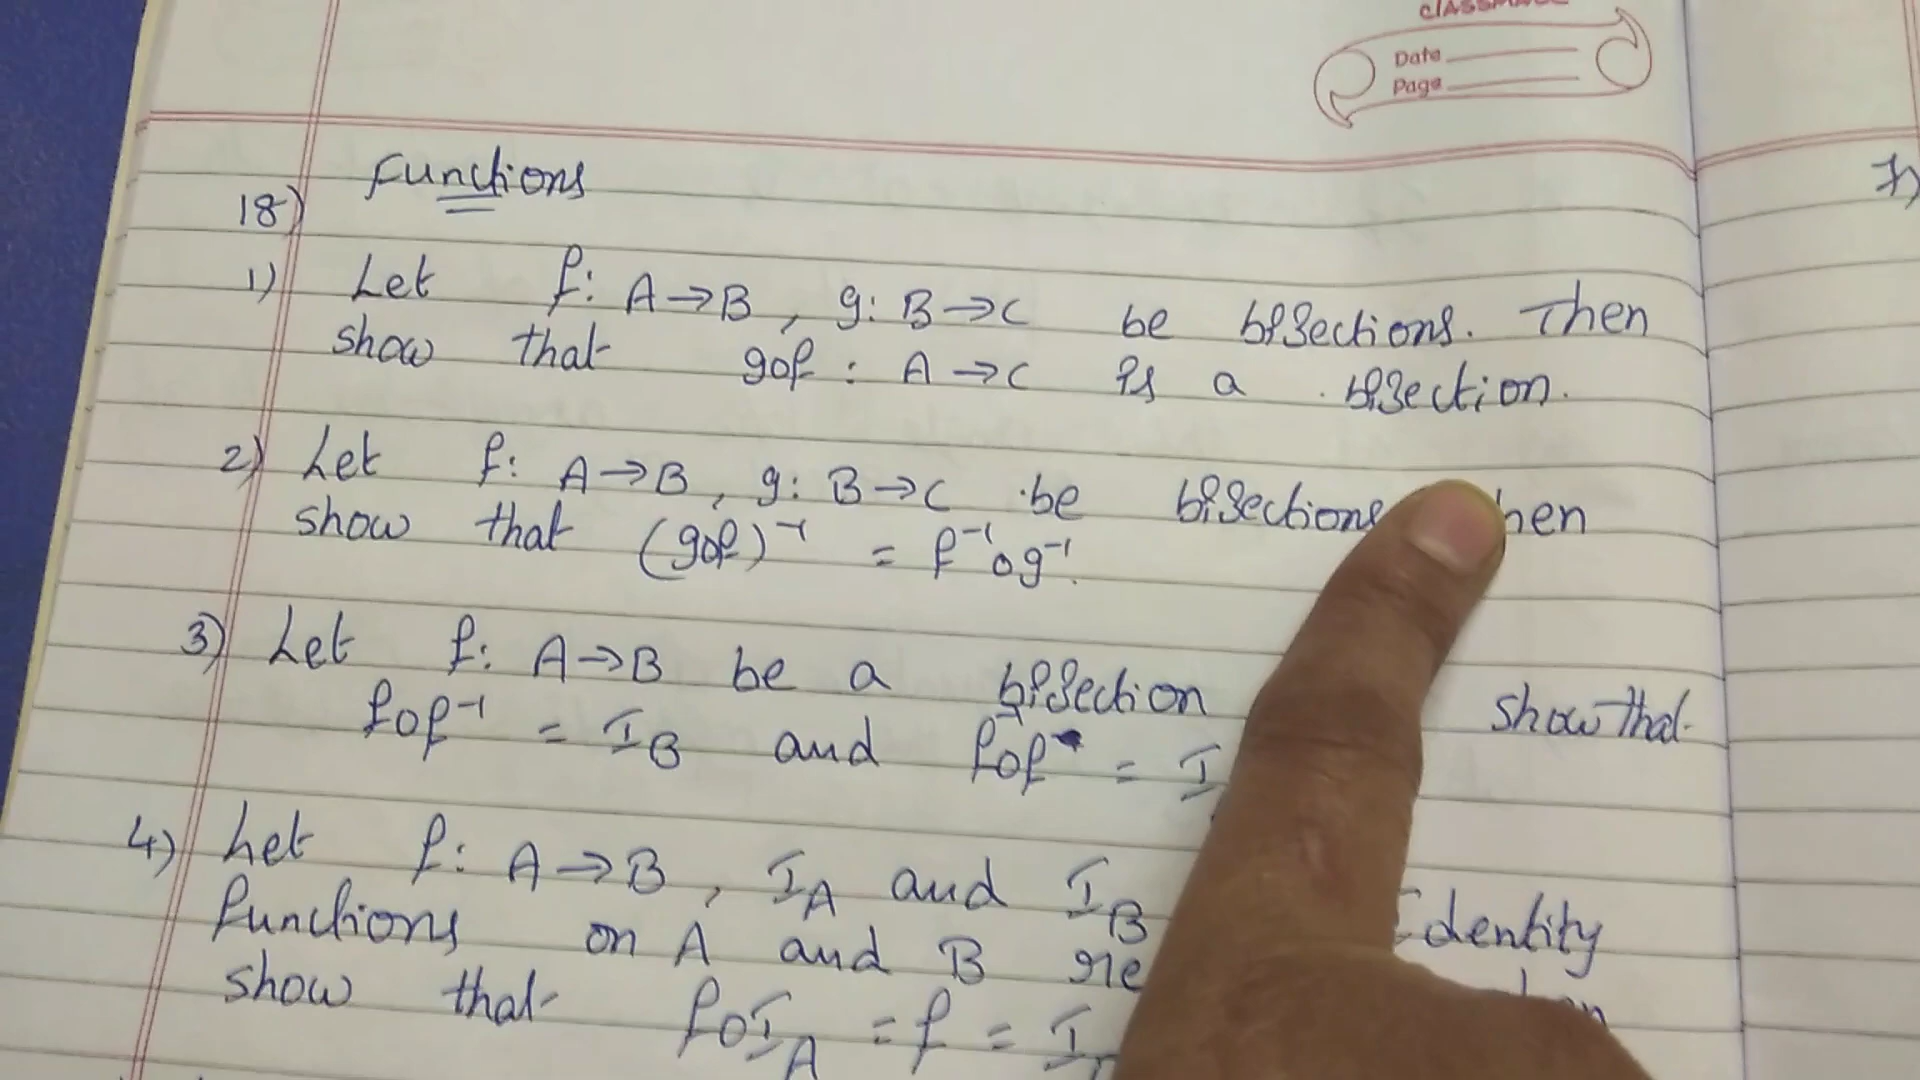 classmate
Date
Page
Functions
18)
1) Let f: A→B, g: B→C be bijections. Then
show that gof : A→C is a bijection.
2) Let f: A→B, g: B→C be bijections hen
show that (gof)⁻¹ = f⁻¹og⁻¹.
3) Let f: A→B be a bijection show that
fof⁻¹ = I_B and = I
4) Let f: A→B, I_A and I_B Identity
functions on A and B re
show that foI_A = f = I